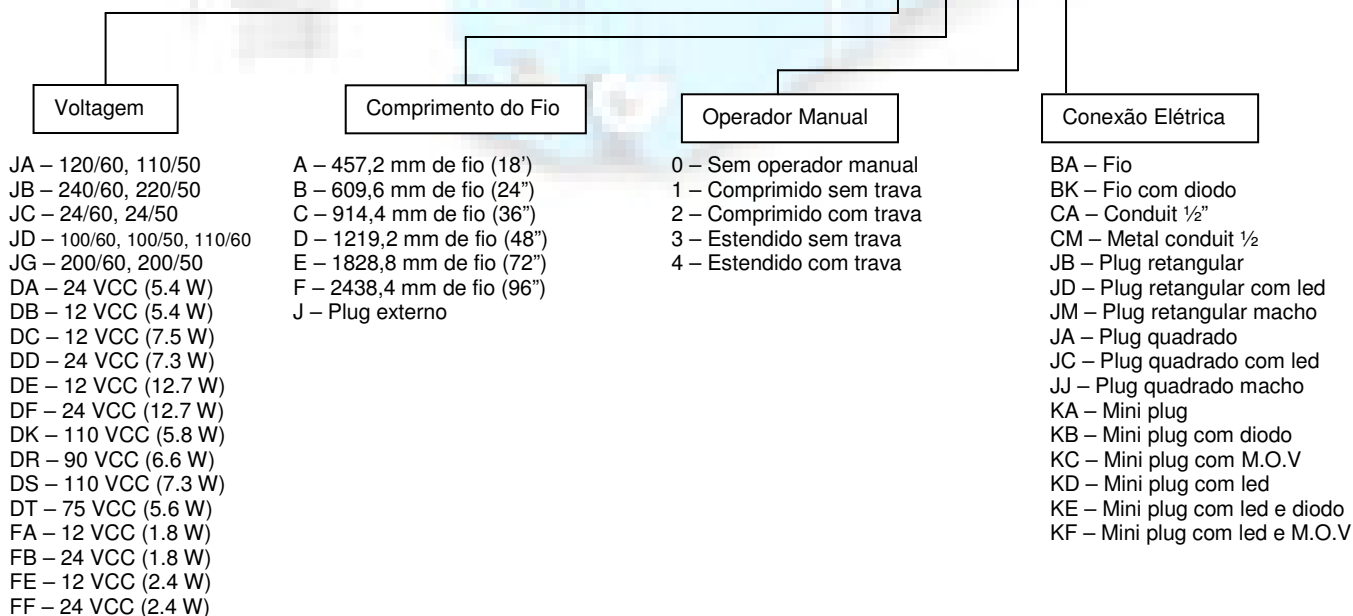 Voltagem
JA – 120/60, 110/50
JB – 240/60, 220/50
JC – 24/60, 24/50
JD – 100/60, 100/50, 110/60
JG – 200/60, 200/50
DA – 24 VCC (5.4 W)
DB – 12 VCC (5.4 W)
DC – 12 VCC (7.5 W)
DD – 24 VCC (7.3 W)
DE – 12 VCC (12.7 W)
DF – 24 VCC (12.7 W)
DK – 110 VCC (5.8 W)
DR – 90 VCC (6.6 W)
DS – 110 VCC (7.3 W)
DT – 75 VCC (5.6 W)
FA – 12 VCC (1.8 W)
FB – 24 VCC (1.8 W)
FE – 12 VCC (2.4 W)
FF – 24 VCC (2.4 W)
Comprimento do Fio
A – 457,2 mm de fio (18’)
B – 609,6 mm de fio (24”)
C – 914,4 mm de fio (36”)
D – 1219,2 mm de fio (48”)
E – 1828,8 mm de fio (72”)
F – 2438,4 mm de fio (96”)
J – Plug externo
Operador Manual
0 – Sem operador manual
1 – Comprimido sem trava
2 – Comprimido com trava
3 – Estendido sem trava
4 – Estendido com trava
Conexão Elétrica
BA – Fio
BK – Fio com diodo
CA – Conduit ½”
CM – Metal conduit ½
JB – Plug retangular
JD – Plug retangular com led
JM – Plug retangular macho
JA – Plug quadrado
JC – Plug quadrado com led
JJ – Plug quadrado macho
KA – Mini plug
KB – Mini plug com diodo
KC – Mini plug com M.O.V
KD – Mini plug com led
KE – Mini plug com led e diodo
KF – Mini plug com led e M.O.V